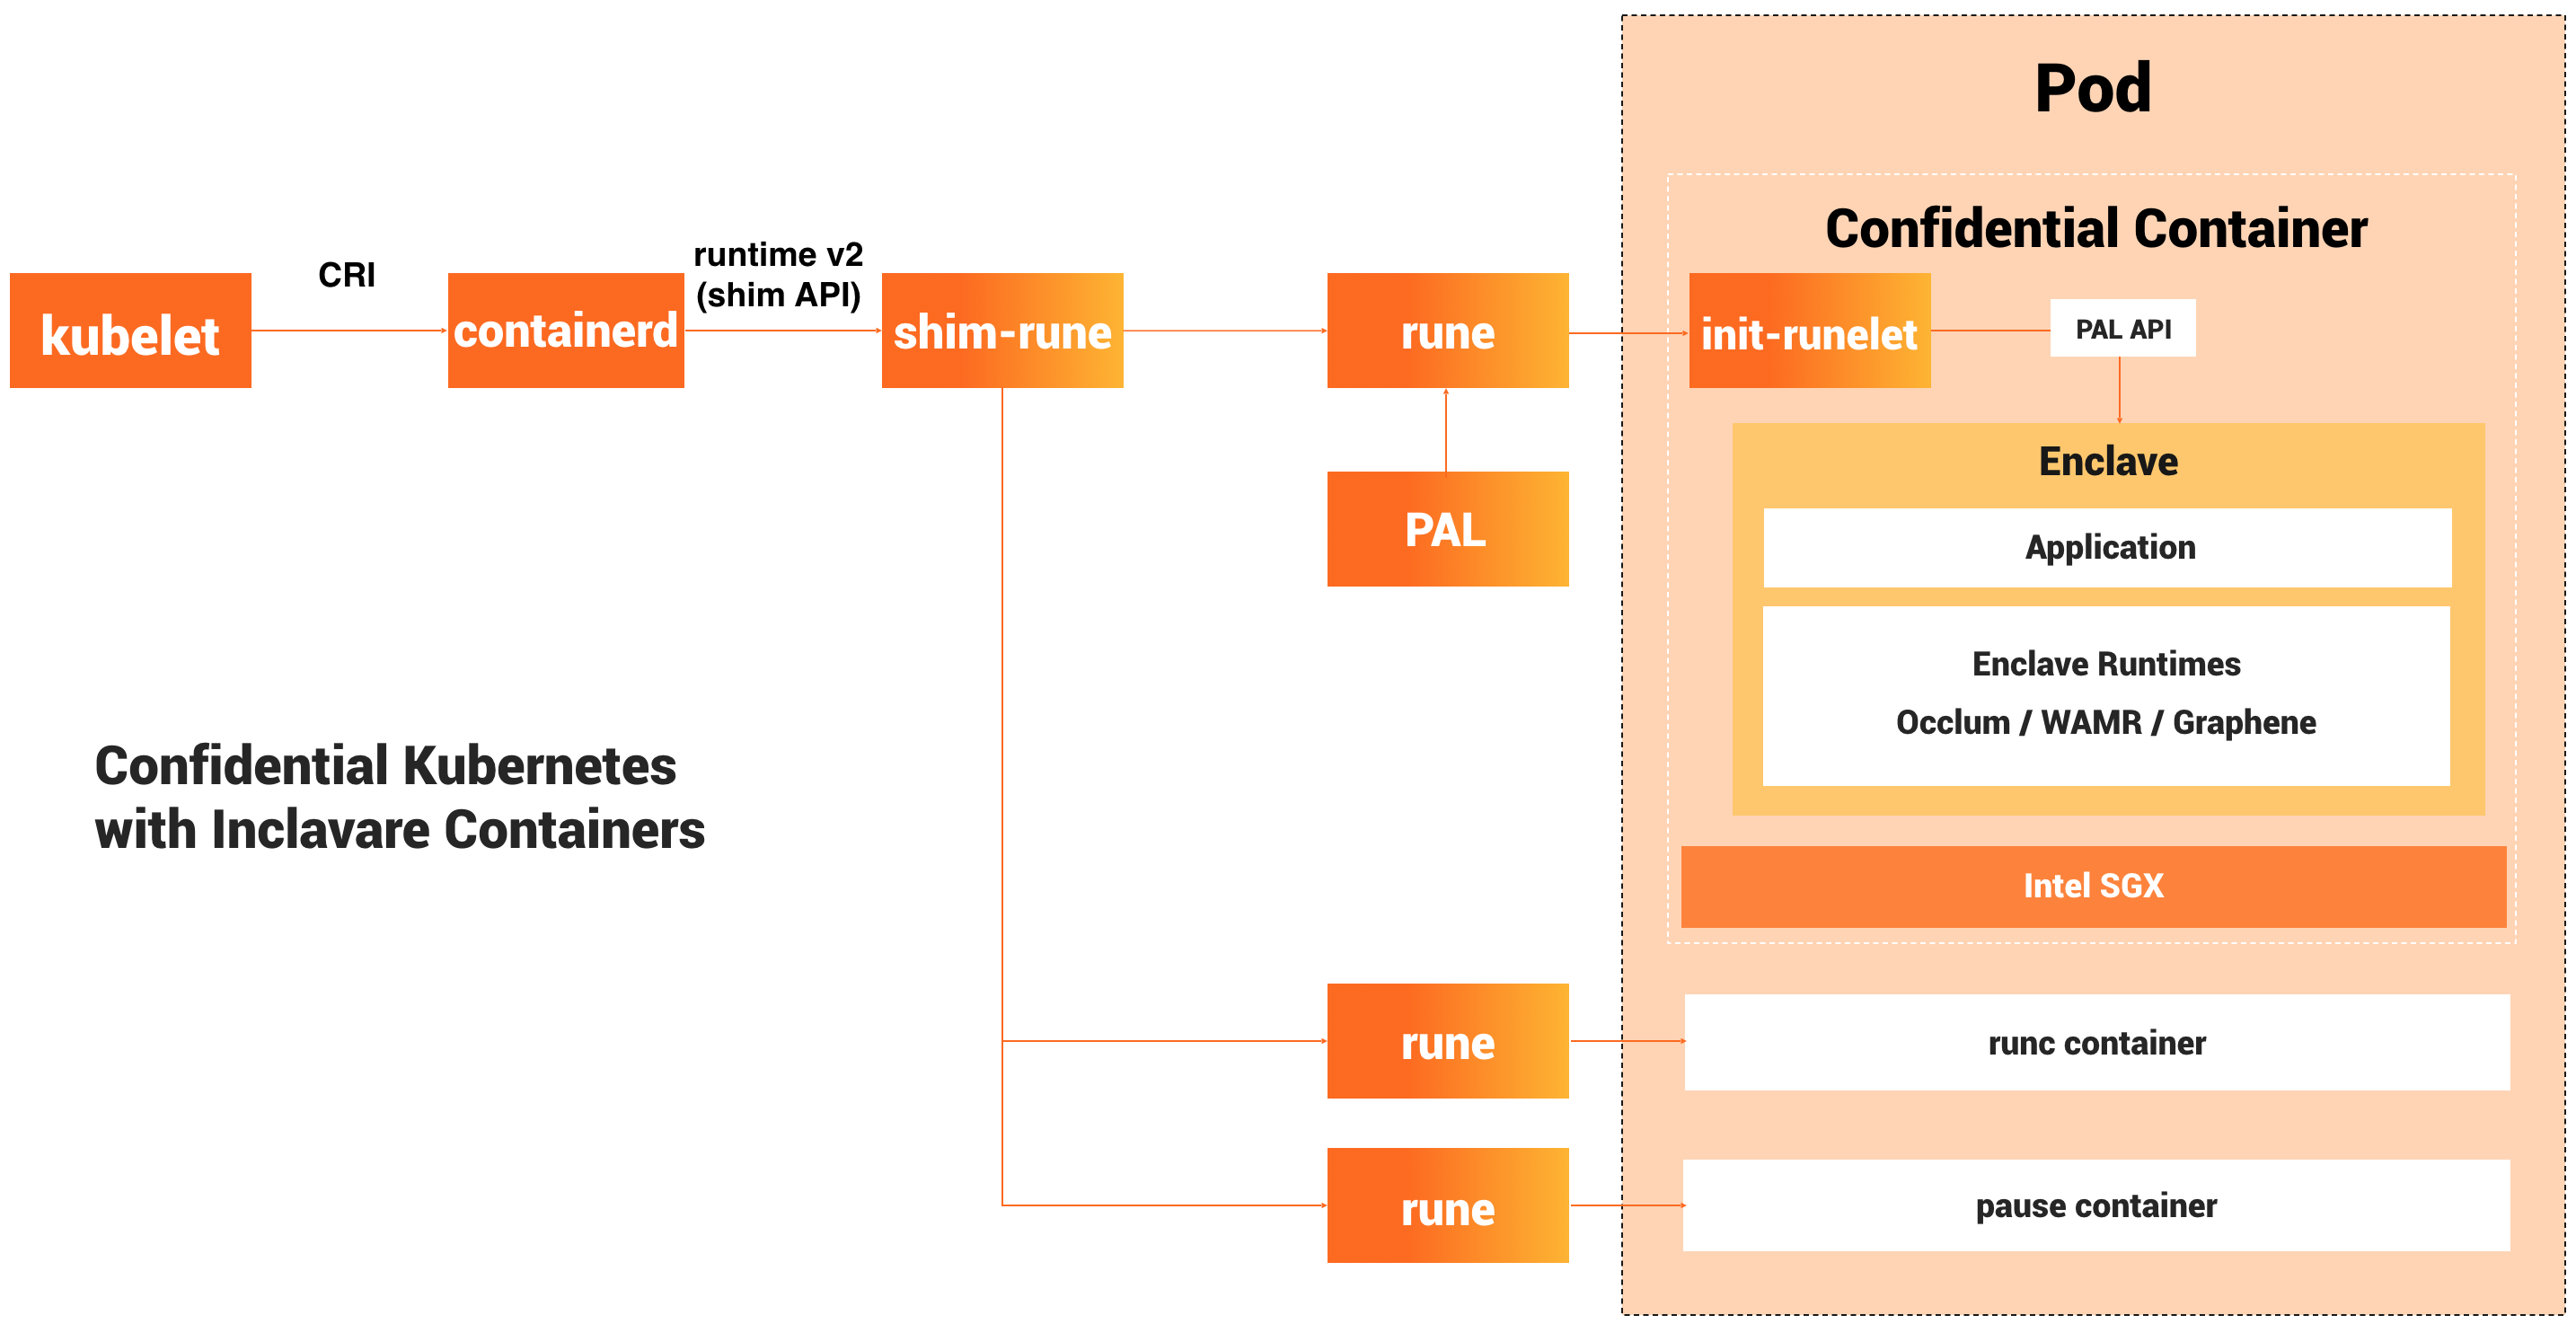 Pod
Confidential Container
CRI
runtime v2
(shim API)
kubelet
containerd
shim-rune
rune
init-runelet
PAL API
Enclave
PAL
Application
Enclave Runtimes
Occlum / WAMR / Graphene
Confidential Kubernetes
with Inclavare Containers
Intel SGX
rune
runc container
rune
pause container